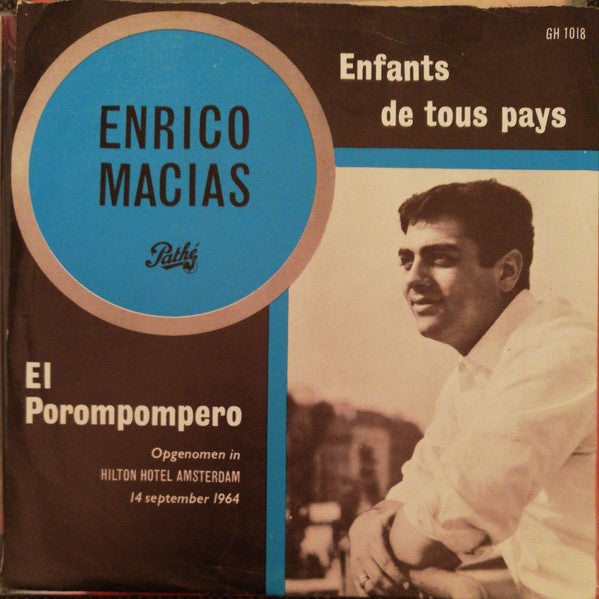 GH 1018
Enfants
de tous pays
ENRICO
MACIAS
Pathé
El
Porompompero
Opgenomen in
HILTON HOTEL AMSTERDAM
14 september 1964